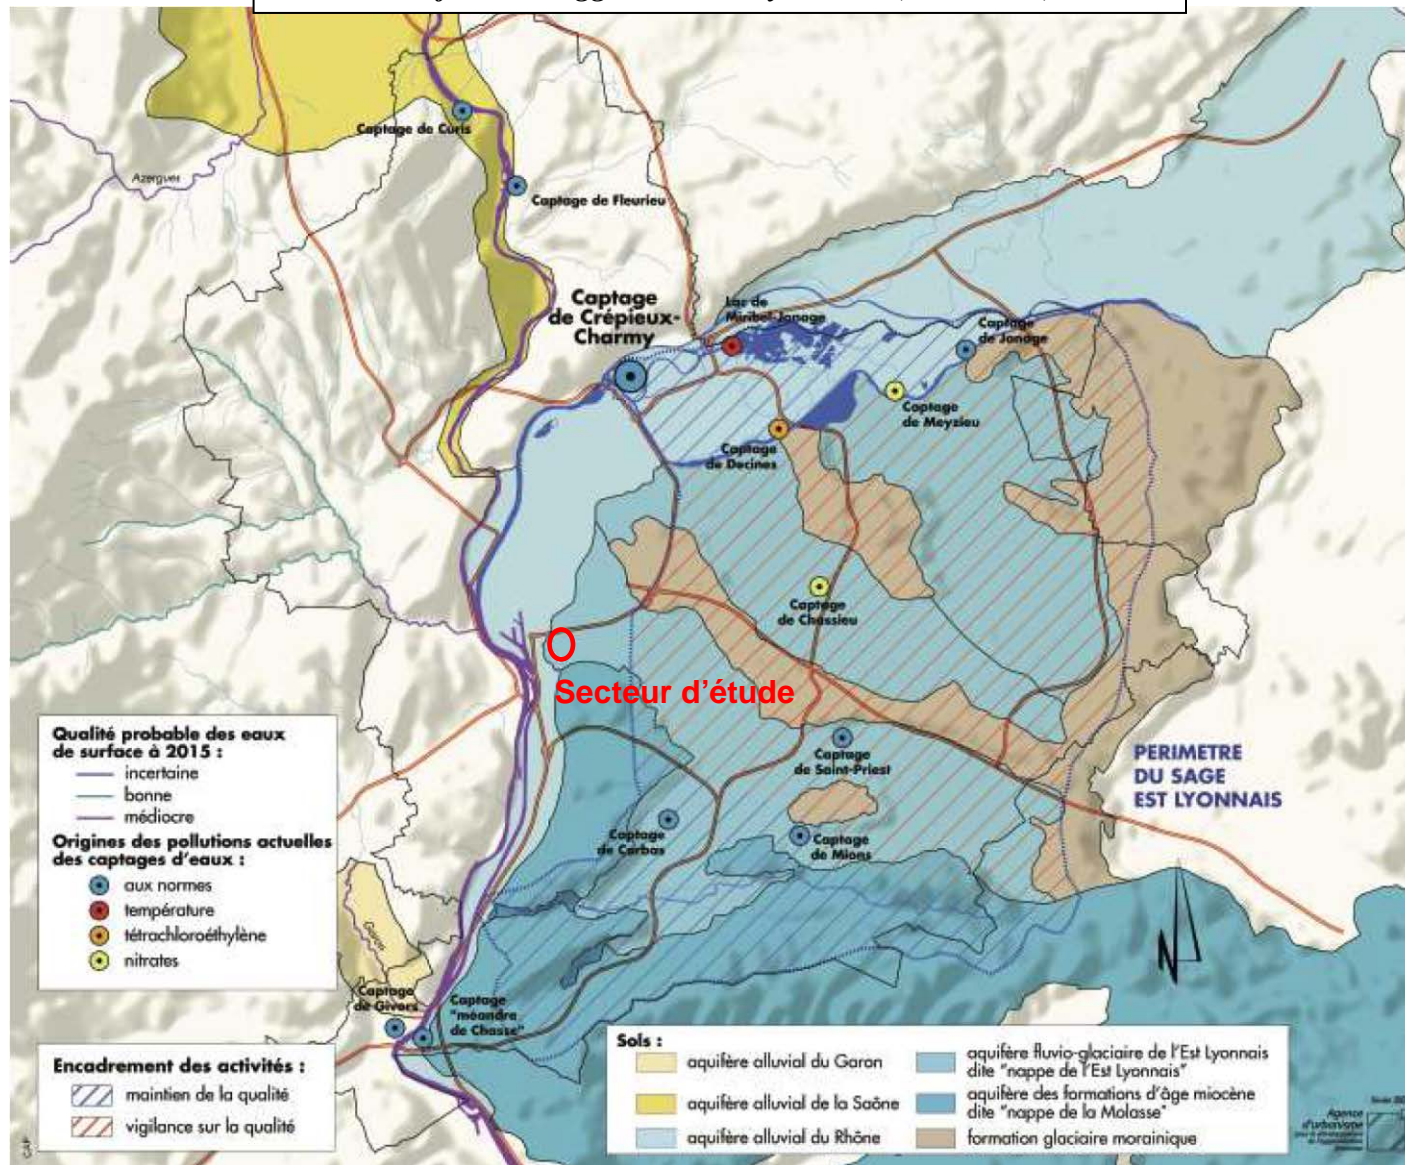 Captage de Curis
Azergues
Captage de Fleurieu
Captage
de Crépieux-
Charmy
Lac de
Miribel-Jonage
Captage
de Jonage
Captage
de Meyzieu
Captage
de Decines
Captage
de Chassieu
Secteur d'étude
Captage
de Saint-Priest
Captage
de Corbas
Captage
de Mions
PERIMETRE
DU SAGE
EST LYONNAIS
Qualité probable des eaux
de surface à 2015 :
incertaine
bonne
médiocre
Origines des pollutions actuelles
des captages d'eaux :
aux normes
température
tétrachloroéthylène
nitrates
Garon
Captage
de Givors
Captage
"méandre
de Chasse"
N
Encadrement des activités :
maintien de la qualité
vigilance sur la qualité
Sols :
aquifère alluvial du Garon
aquifère alluvial de la Saône
aquifère alluvial du Rhône
aquifère fluvio-glaciaire de l'Est Lyonnais
dite "nappe de l'Est Lyonnais"
aquifère des formations d'âge miocène
dite "nappe de la Molasse"
formation glaciaire morainique
Agence
d'urbanisme